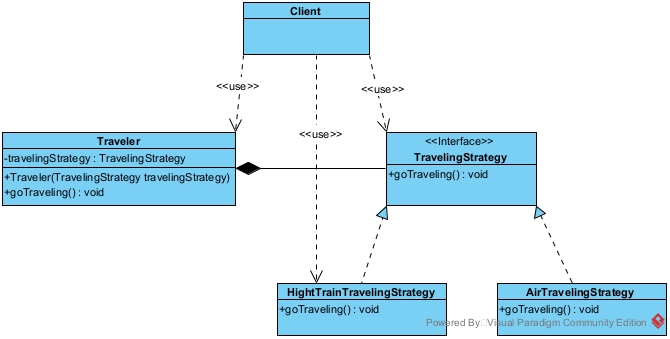 Client
<<use>>
<<use>>
<<use>>
Traveler
-travelingStrategy : TravelingStrategy
+Traveler(TravelingStrategy travelingStrategy)
+goTraveling() : void
<<Interface>>
TravelingStrategy
+goTraveling() : void
HightTrainTravelingStrategy
+goTraveling() : void
AirTravelingStrategy
+goTraveling() : void
Powered By Visual Paradigm Community Edition